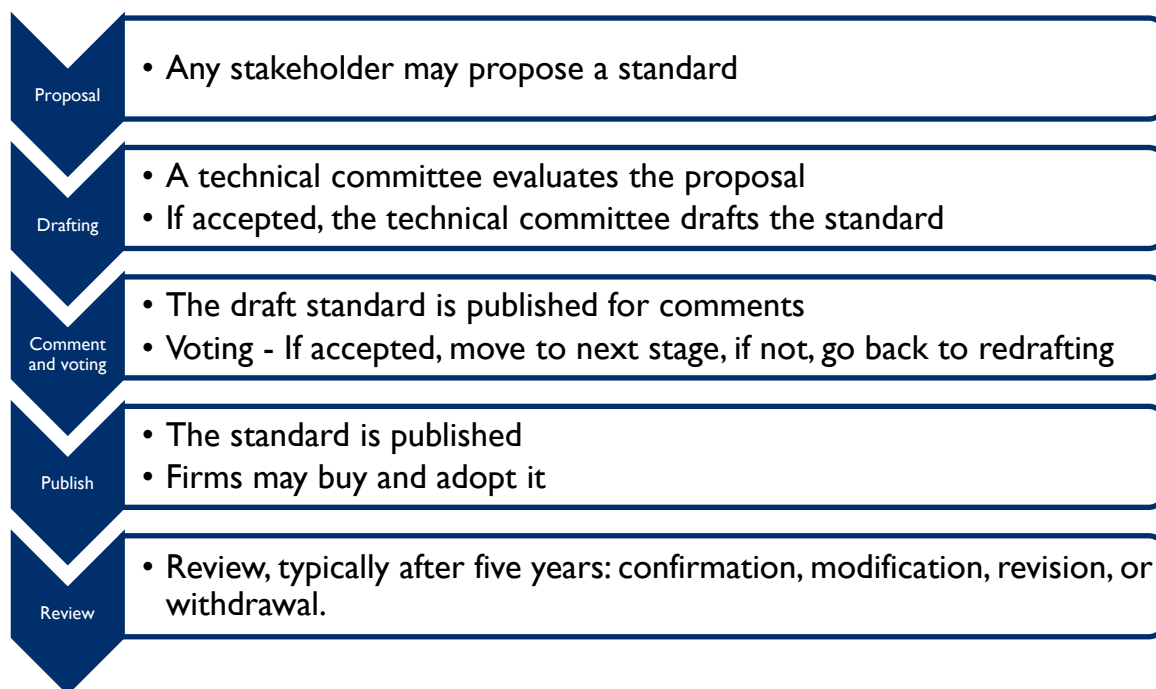 Proposal
• Any stakeholder may propose a standard
Drafting
• A technical committee evaluates the proposal
• If accepted, the technical committee drafts the standard
Comment
and voting
• The draft standard is published for comments
• Voting - If accepted, move to next stage, if not, go back to redrafting
Publish
• The standard is published
• Firms may buy and adopt it
Review
• Review, typically after five years: confirmation, modification, revision, or
withdrawal.